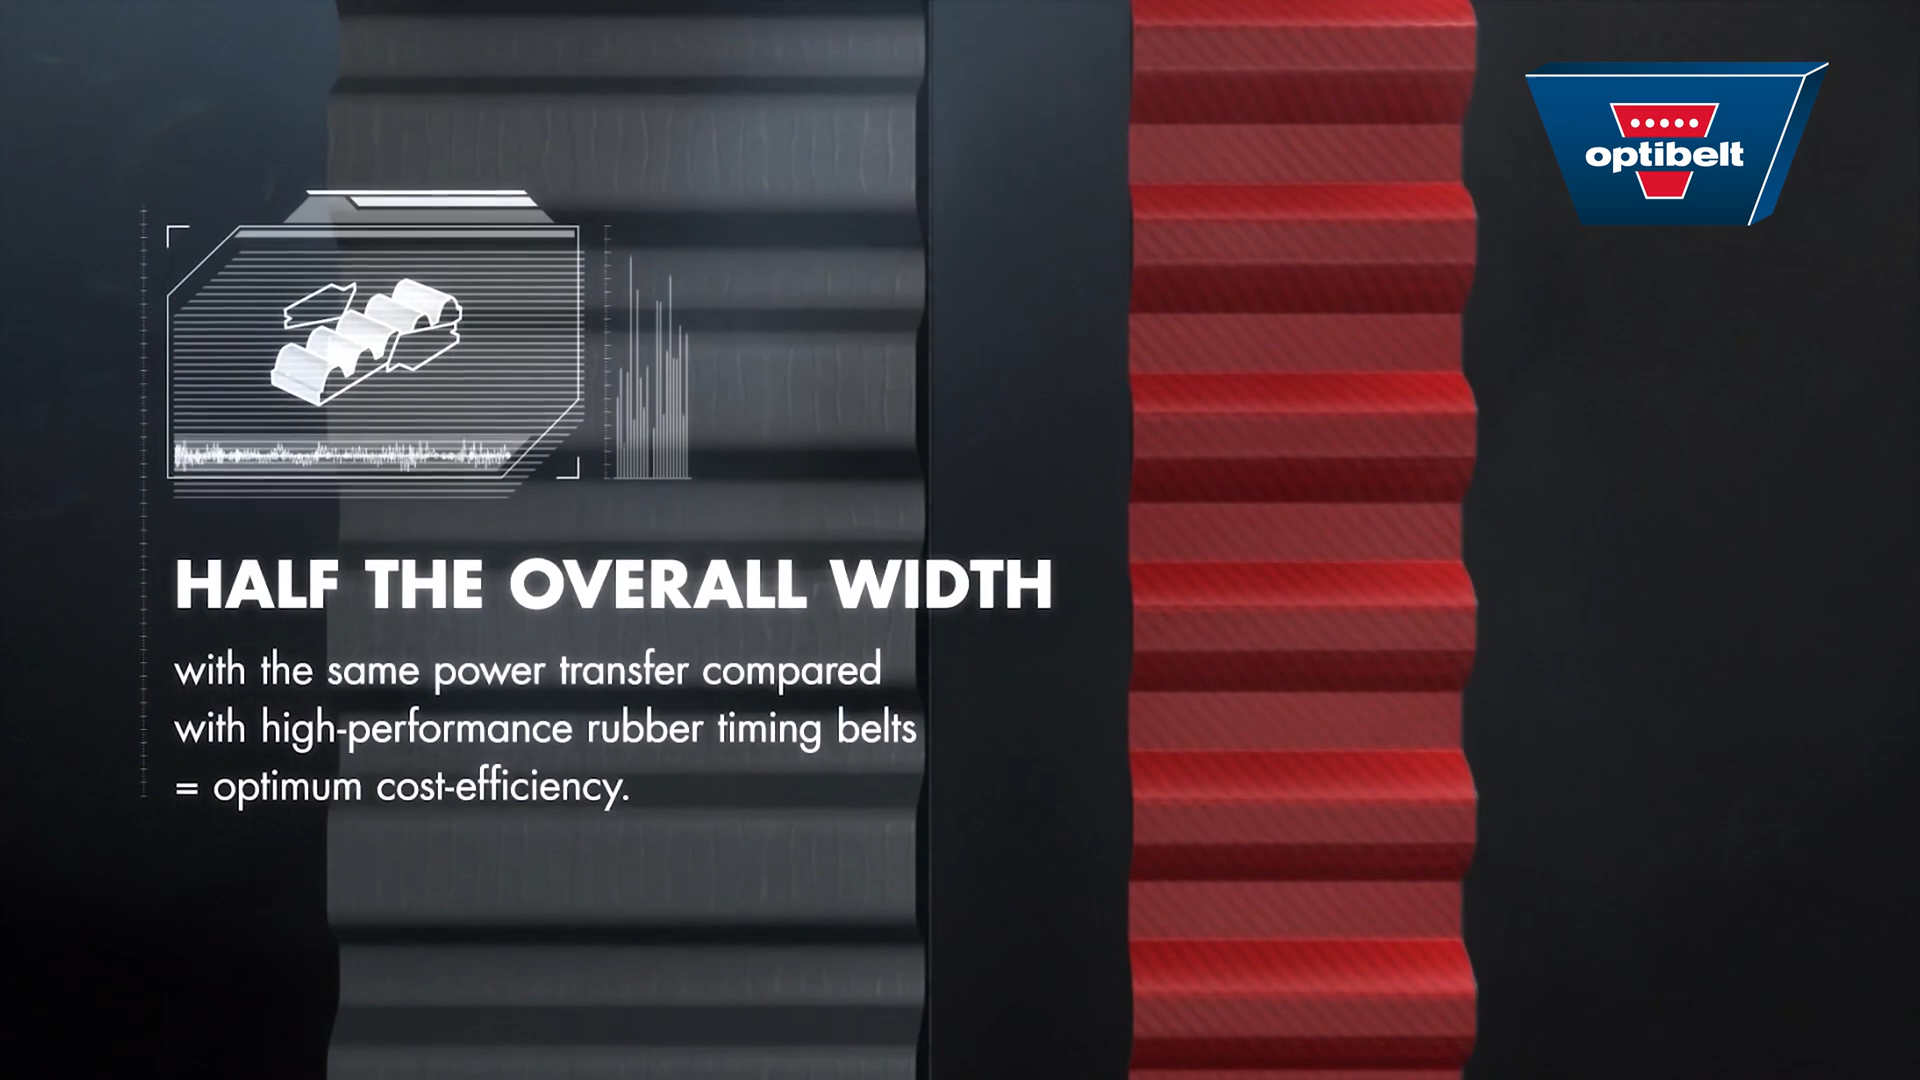 optibelt
HALF THE OVERALL WIDTH
with the same power transfer compared
with high-performance rubber timing belts
= optimum cost-efficiency.